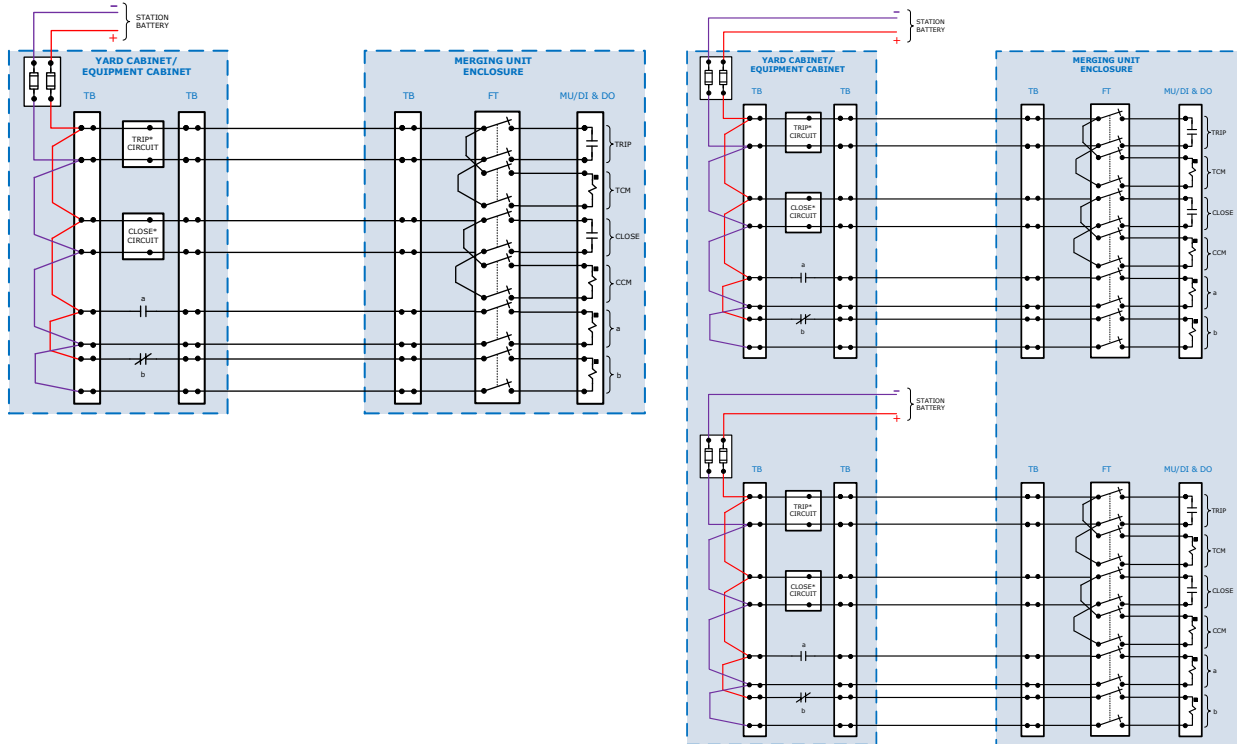 −
+
STATION
BATTERY
YARD CABINET/
EQUIPMENT CABINET
MERGING UNIT
ENCLOSURE
TB
TB
TB
FT
MU/DI & DO
TRIP*
CIRCUIT
TRIP
TCM
CLOSE*
CIRCUIT
CLOSE
CCM
a
a
b
b
−
+
STATION
BATTERY
YARD CABINET/
EQUIPMENT CABINET
MERGING UNIT
ENCLOSURE
TB
TB
TB
FT
MU/DI & DO
TRIP*
CIRCUIT
TRIP
TCM
CLOSE*
CIRCUIT
CLOSE
CCM
a
a
b
b
−
+
STATION
BATTERY
TB
TB
TB
FT
MU/DI & DO
TRIP*
CIRCUIT
TRIP
TCM
CLOSE*
CIRCUIT
CLOSE
CCM
a
a
b
b